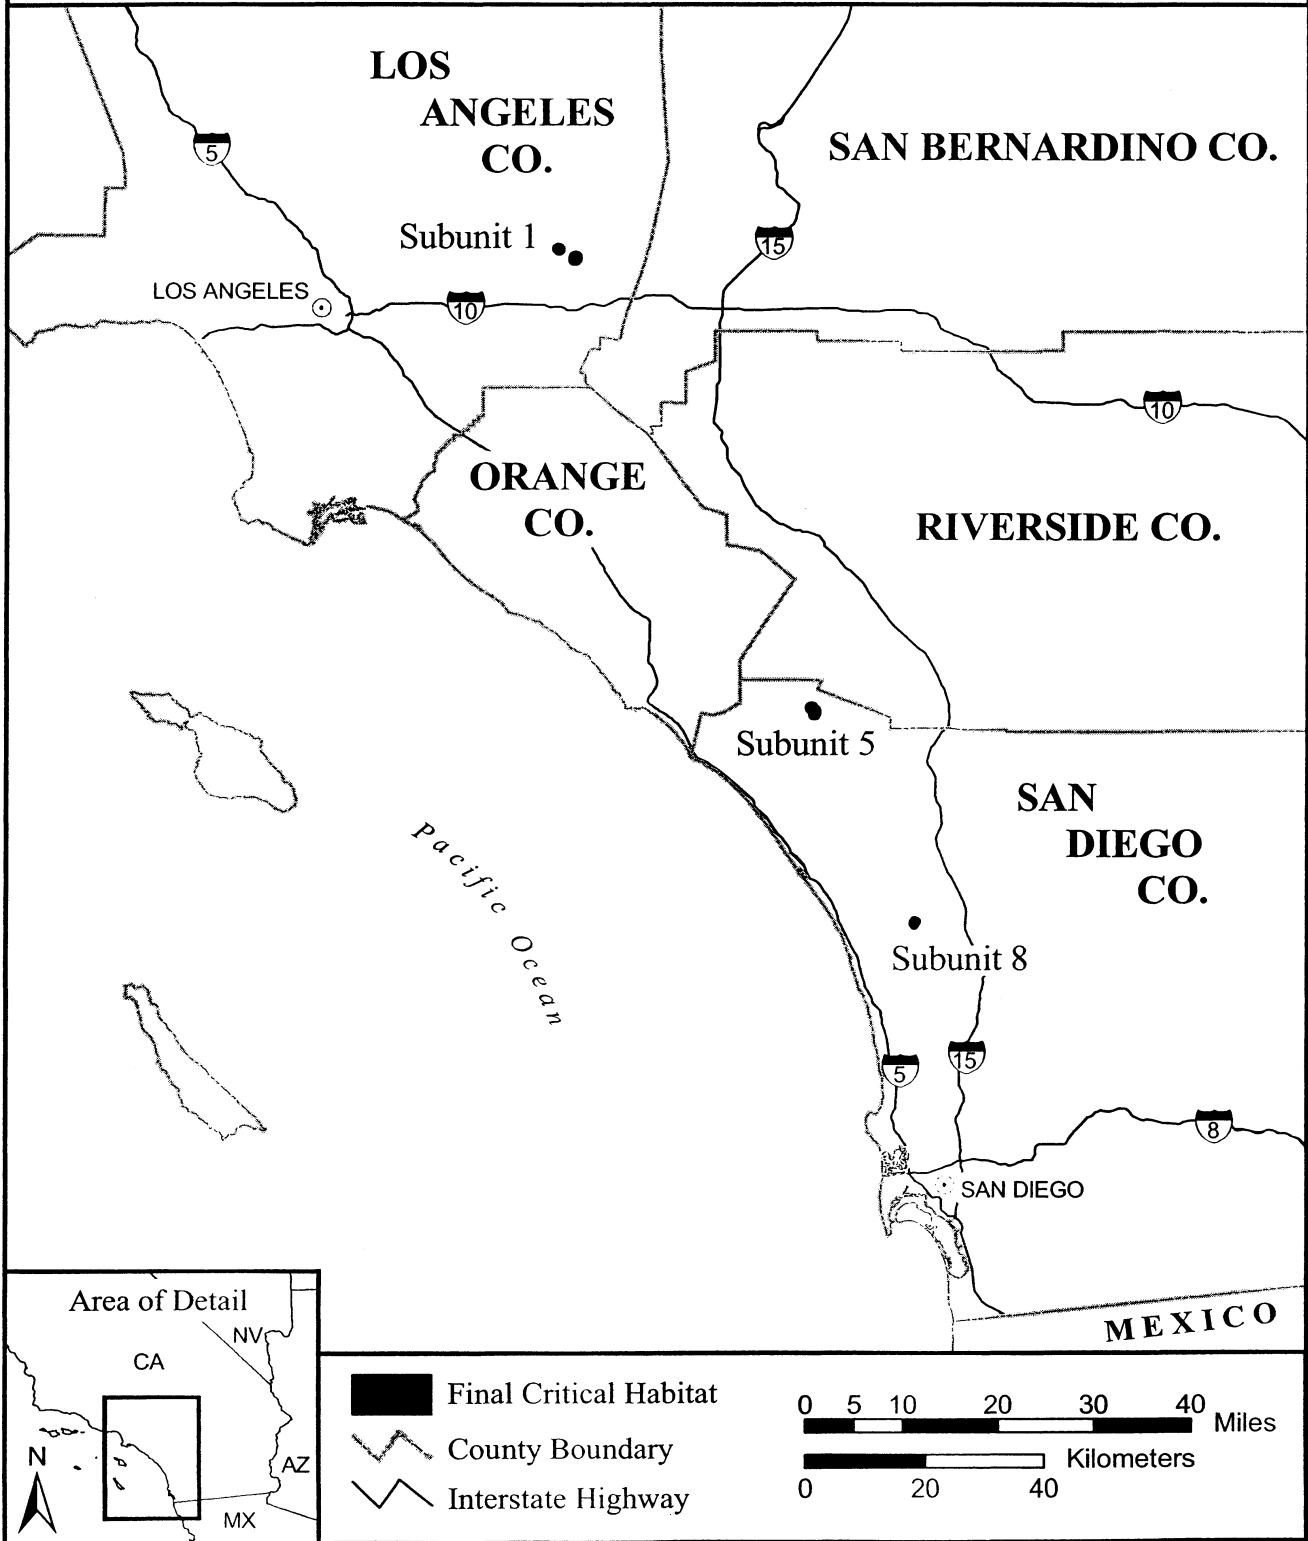 LOS
ANGELES
CO.
SAN BERNARDINO CO.
5
Subunit 1
15
LOS ANGELES
10
10
ORANGE
CO.
RIVERSIDE CO.
Subunit 5
SAN
DIEGO
CO.
Pacific Ocean
Subunit 8
5
15
8
SAN DIEGO
MEXICO
Area of Detail
NV
CA
N
AZ
MX
Final Critical Habitat
County Boundary
Interstate Highway
0 5 10 20 30 40
Miles
Kilometers
0 20 40